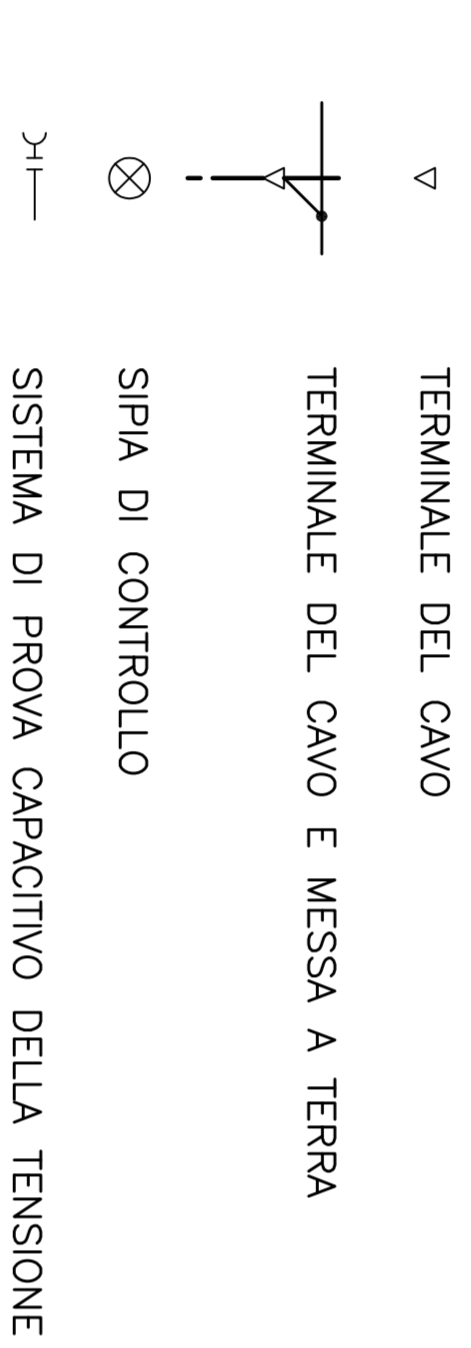 TERMINALE DEL CAVO
TERMINALE DEL CAVO E MESSA A TERRA
SIPIA DI CONTROLLO
SISTEMA DI PROVA CAPACITIVO DELLA TENSIONE